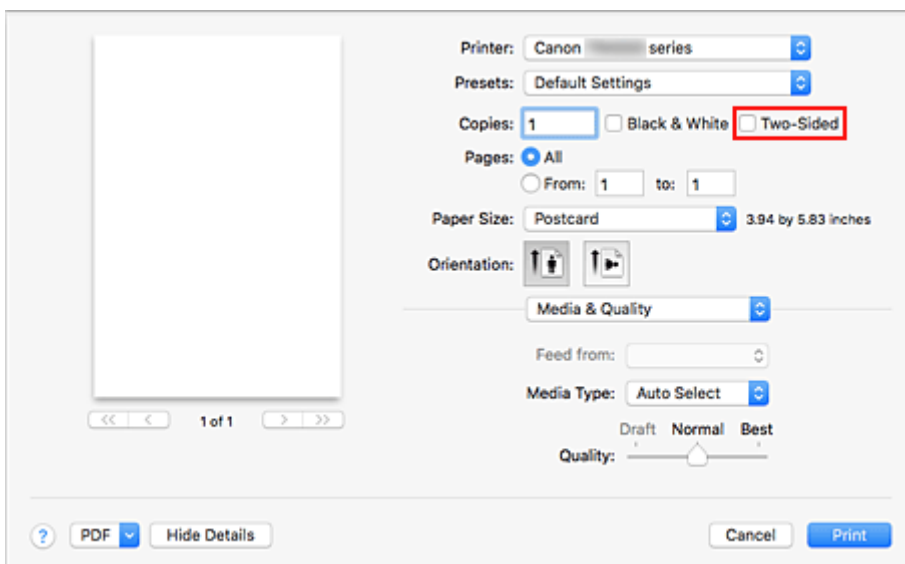 Printer: Canon series
Presets: Default Settings
Copies: 1 Black & White Two-Sided
Pages: All
From: 1 to: 1
Paper Size: Postcard 3.94 by 5.83 inches
Orientation:
Media & Quality
Feed from:
Media Type: Auto Select
Draft Normal Best
Quality:
<< < 1 of 1 > >>
? PDF Hide Details Cancel Print